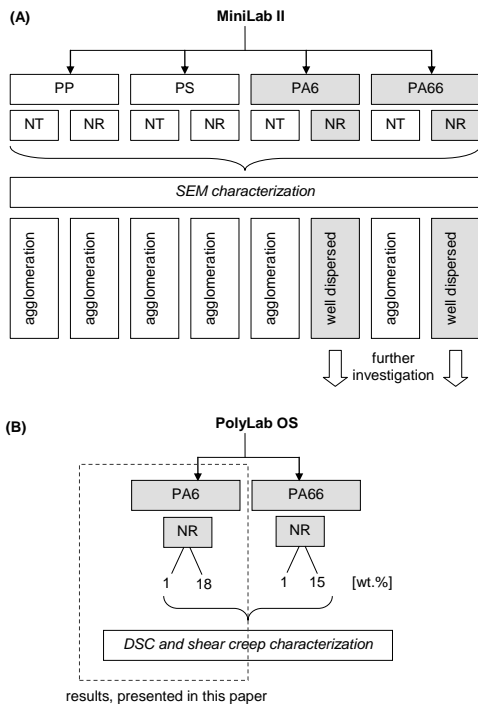 (A)
MiniLab II
PP PS PA6 PA66
NT NR NT NR NT NR NT NR
SEM characterization
agglomeration
agglomeration
agglomeration
agglomeration
agglomeration
well dispersed
agglomeration
well dispersed
further
investigation
(B)
PolyLab OS
PA6 PA66
NR NR
1 18 1 15 [wt.%]
DSC and shear creep characterization
results, presented in this paper